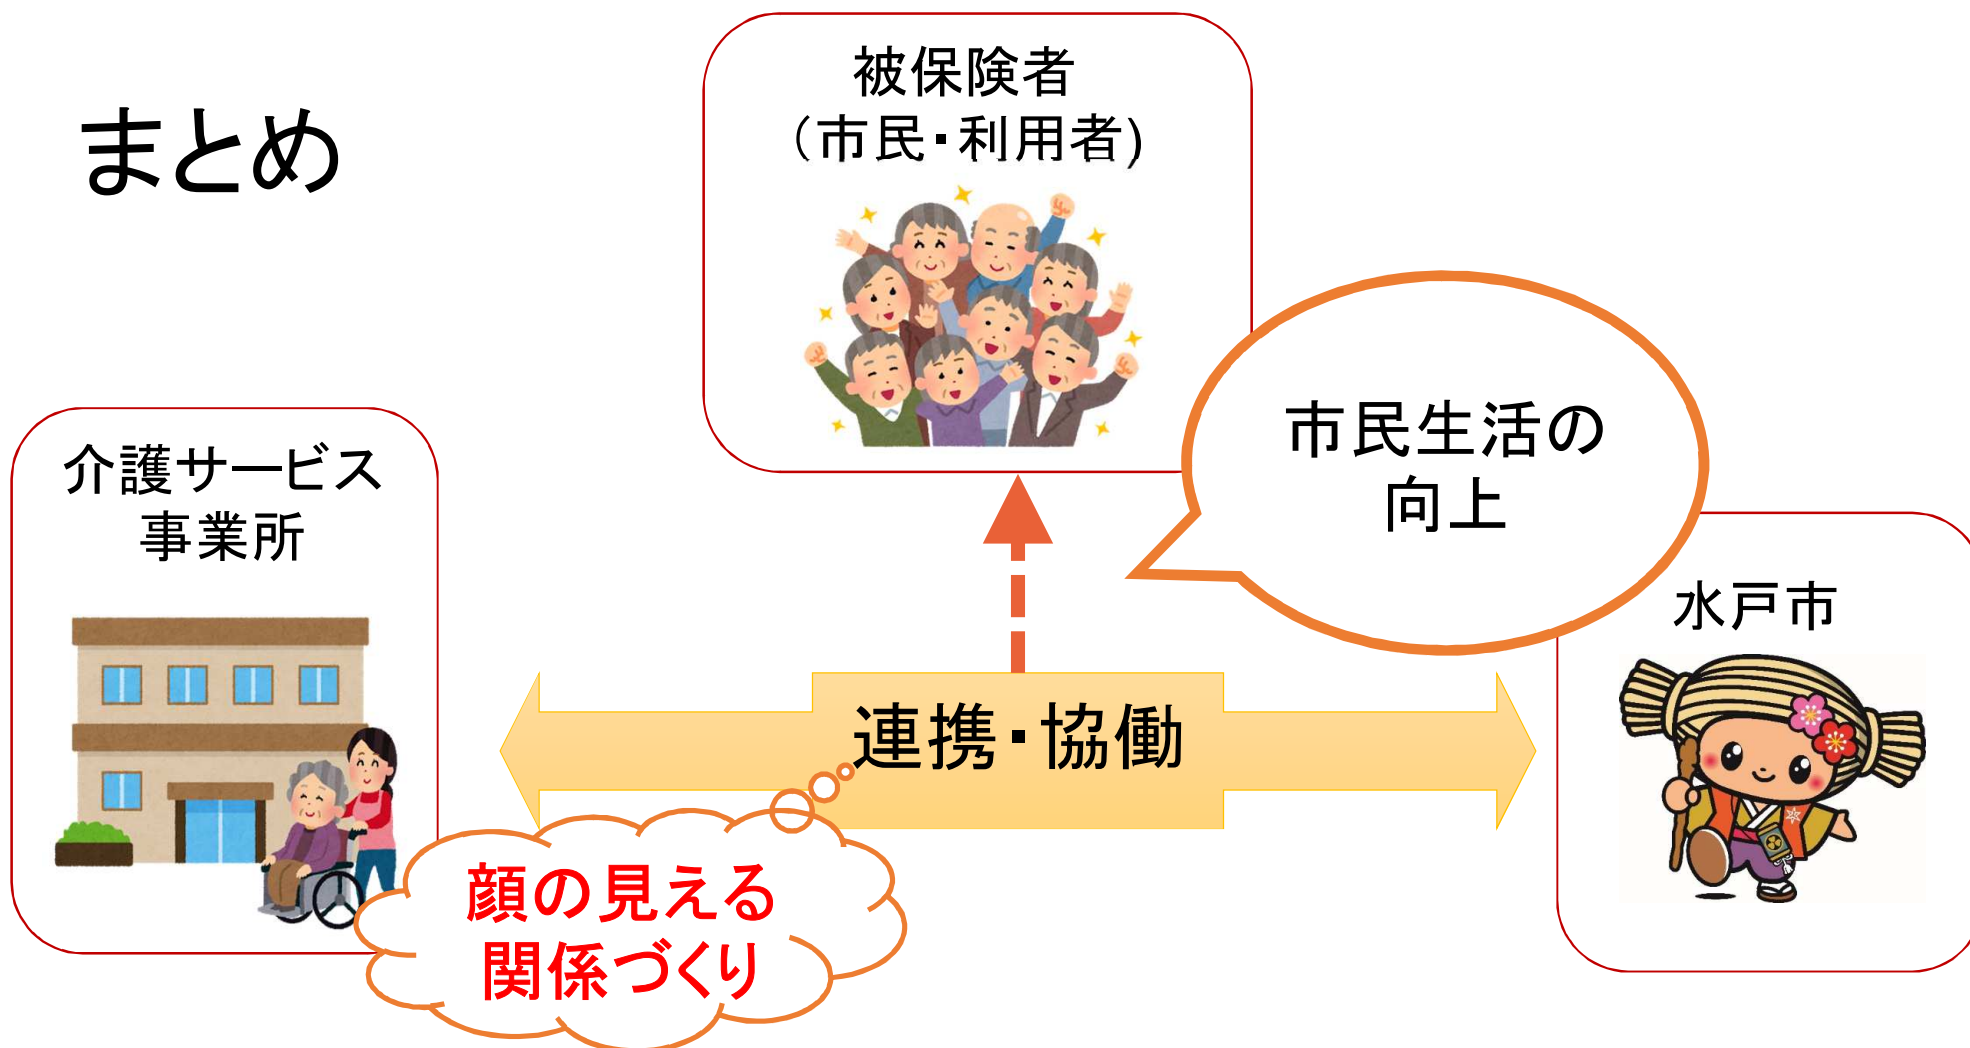 まとめ
被保険者
（市民・利用者）
市民生活の
向上
介護サービス
事業所
水戸市
連携・協働
顔の見える
関係づくり